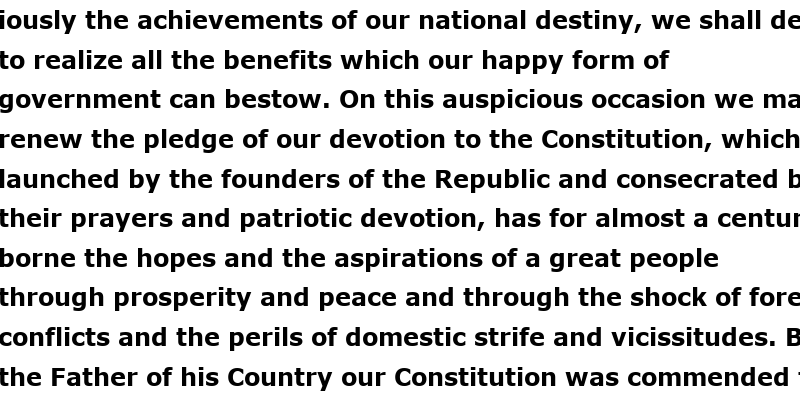 iously the achievements of our national destiny, we shall de
to realize all the benefits which our happy form of
government can bestow. On this auspicious occasion we ma
renew the pledge of our devotion to the Constitution, which
launched by the founders of the Republic and consecrated b
their prayers and patriotic devotion, has for almost a centur
borne the hopes and the aspirations of a great people
through prosperity and peace and through the shock of fore
conflicts and the perils of domestic strife and vicissitudes. B
the Father of his Country our Constitution was commended